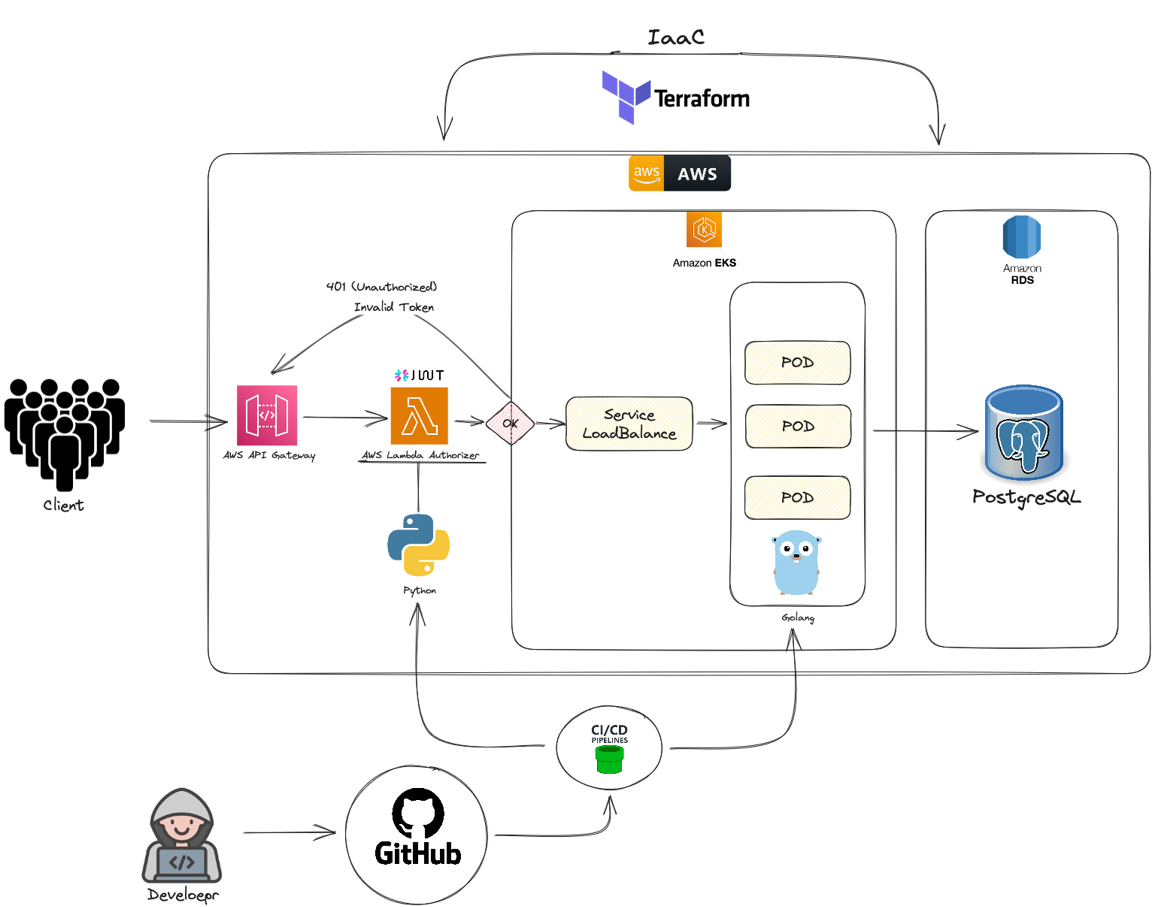 IaaC
Terraform
aws AWS
Amazon EKS
Amazon
RDS
401 (Unauthorized)
Invalid Token
JWT
POD
OK
Service
LoadBalance
POD
AWS API Gateway
AWS Lambda Authorizer
POD
PostgreSQL
Client
Python
Golang
CI/CD
PIPELINES
GitHub
Develoepr